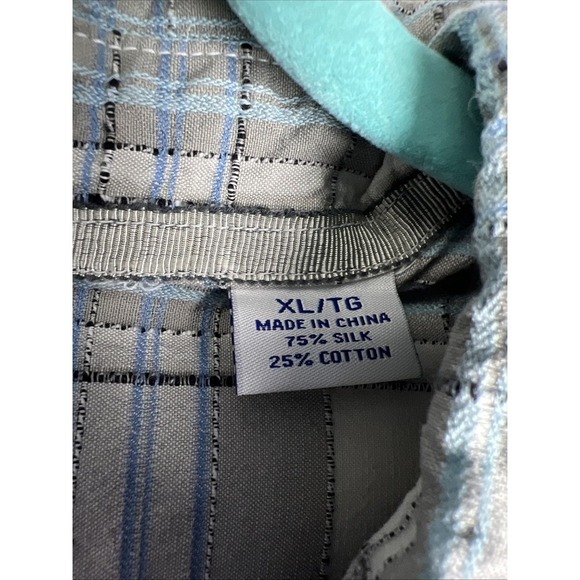 XL/TG
MADE IN CHINA
75% SILK
25% COTTON